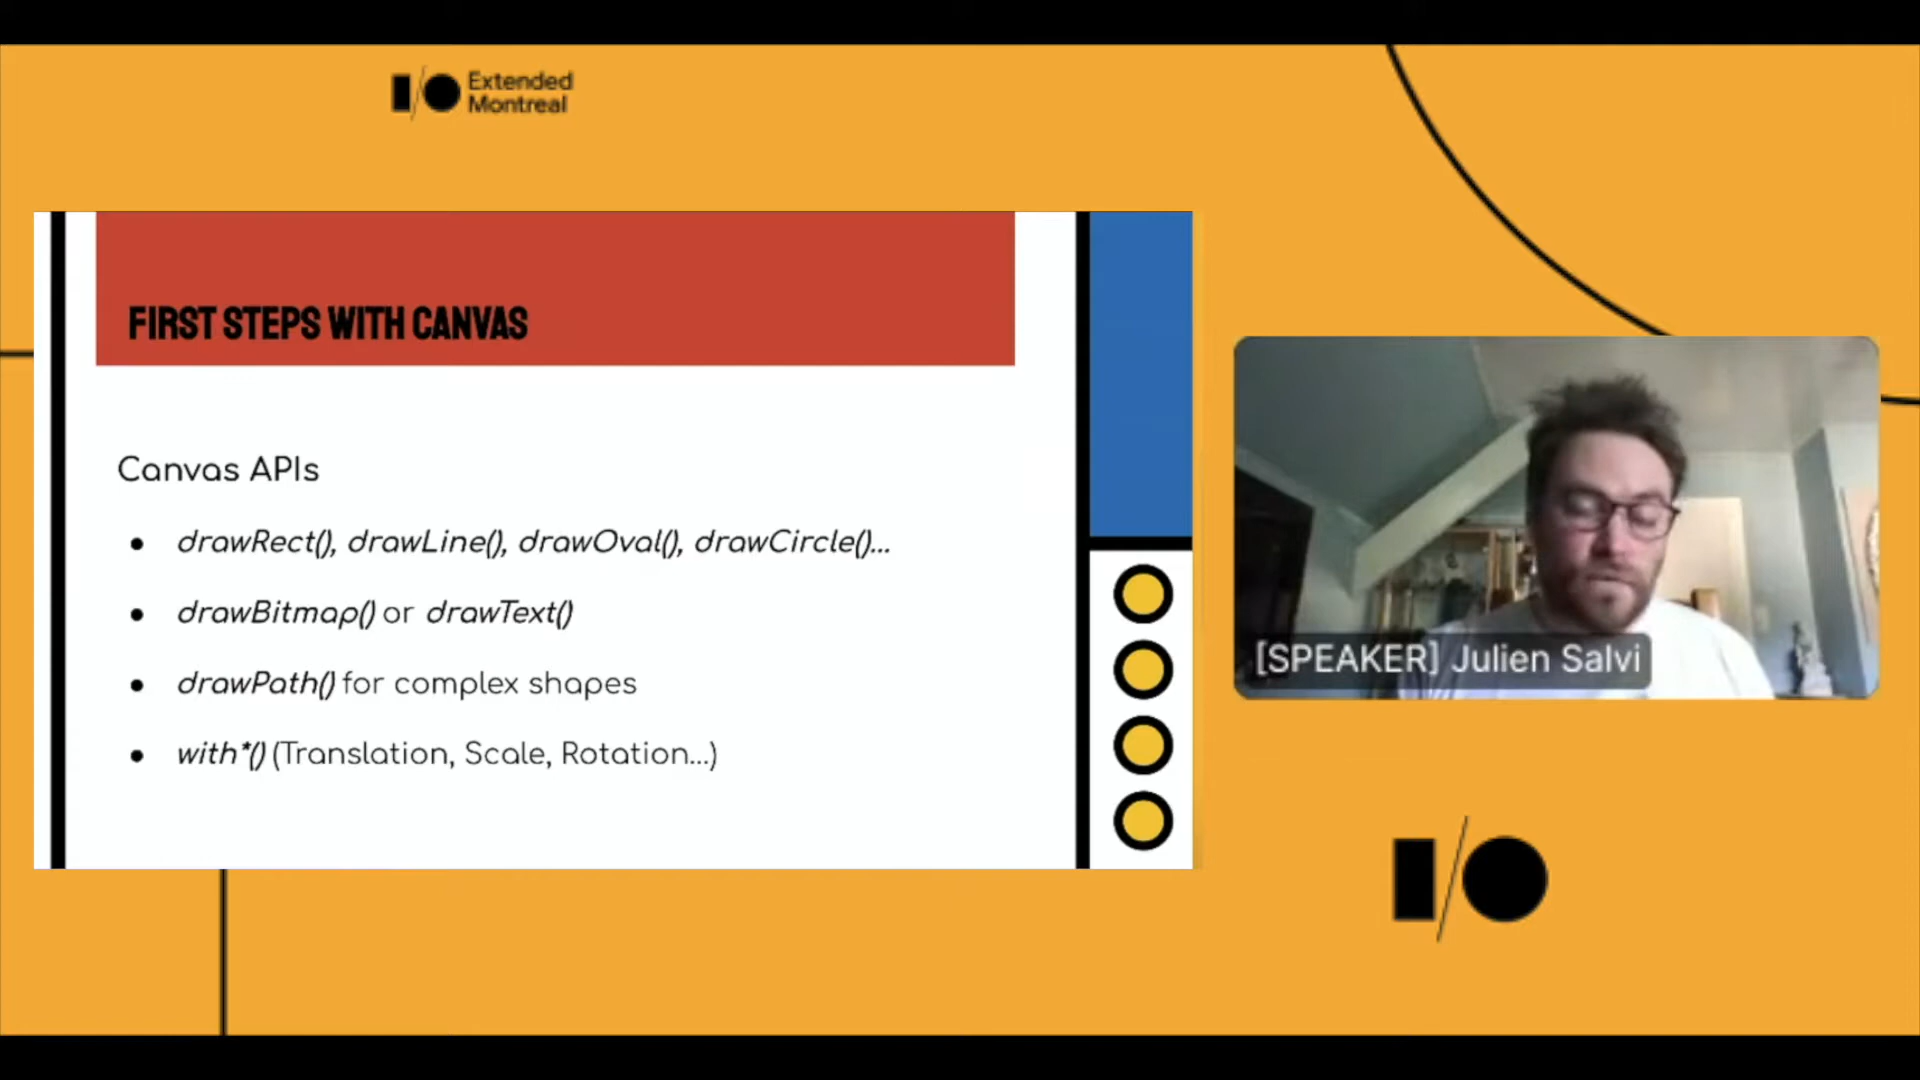 I/O Extended
Montreal
FIRST STEPS WITH CANVAS
Canvas APIs
● drawRect(), drawLine(), drawOval(), drawCircle()...
● drawBitmap() or drawText()
● drawPath() for complex shapes
● with*() (Translation, Scale, Rotation...)
[SPEAKER] Julien Salvi
I/O